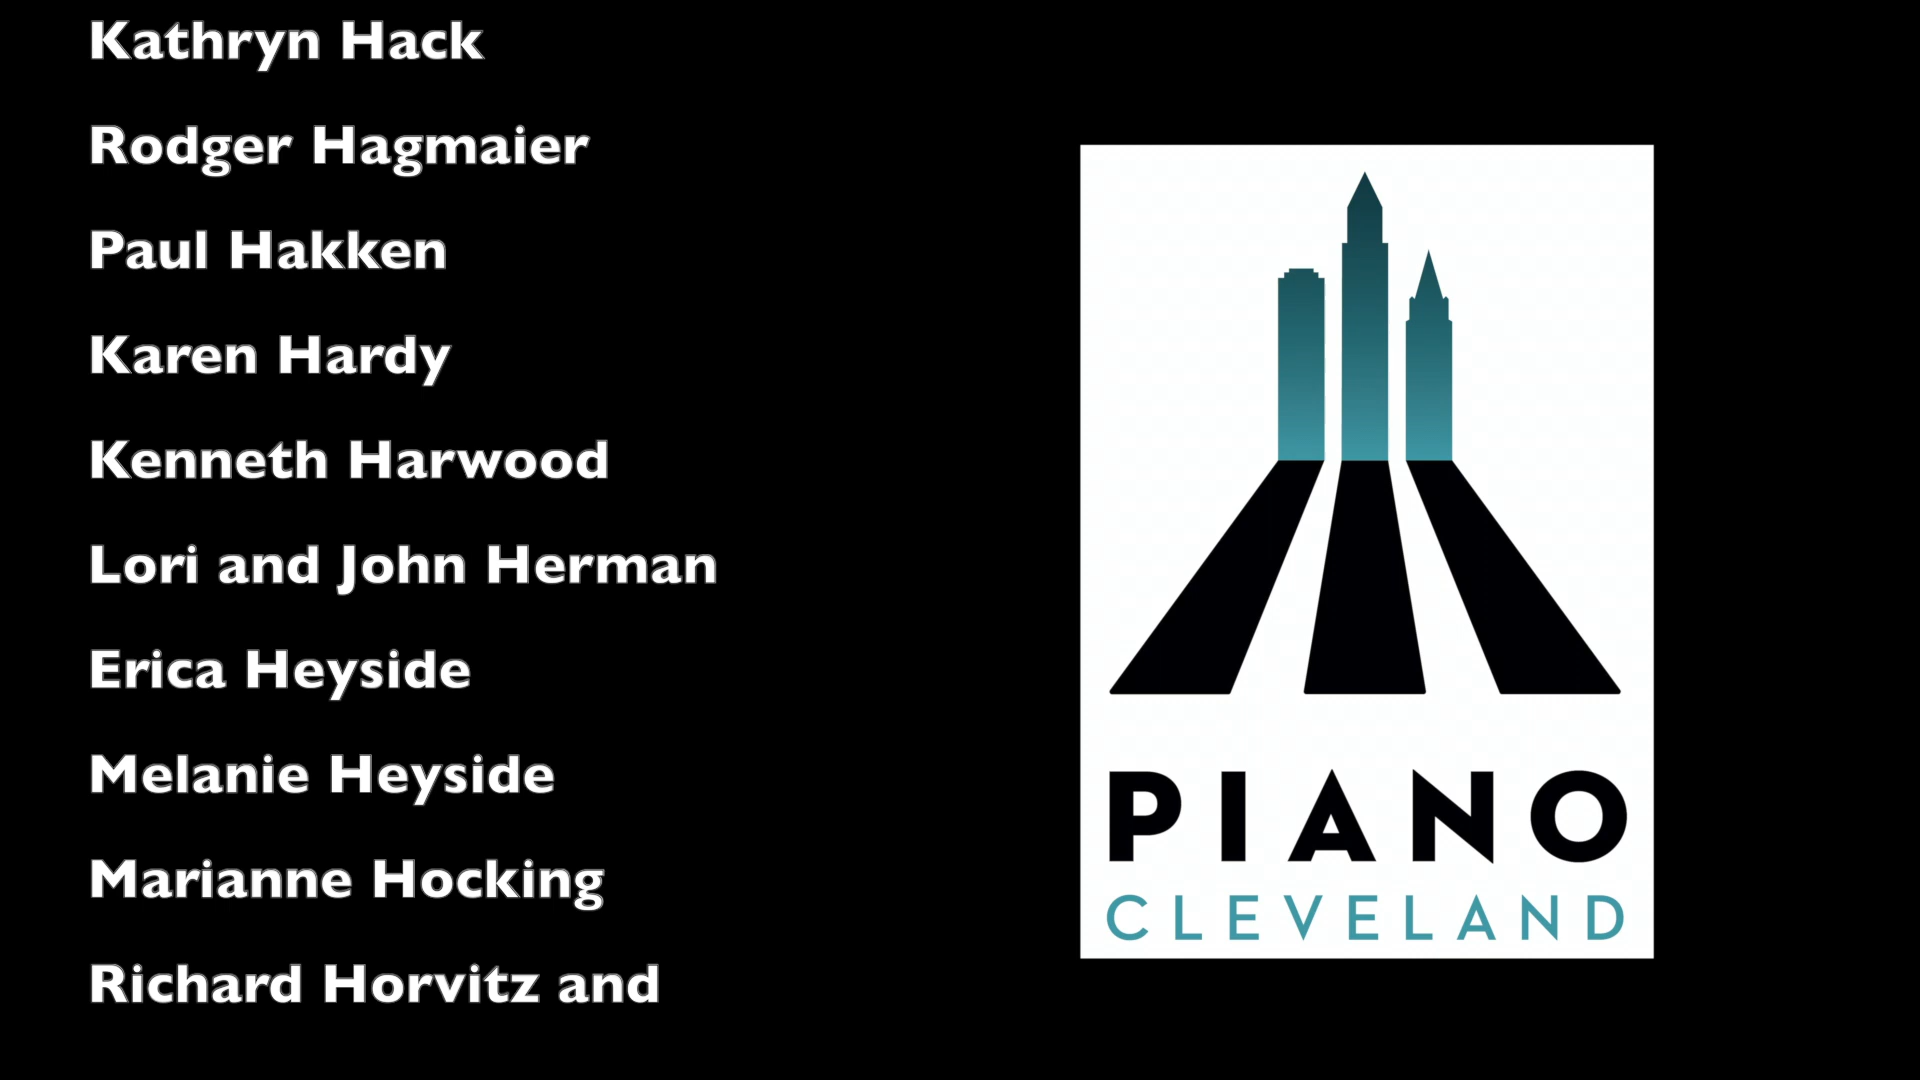 Kathryn Hack
Rodger Hagmaier
Paul Hakken
Karen Hardy
Kenneth Harwood
Lori and John Herman
Erica Heyside
Melanie Heyside
Marianne Hocking
Richard Horvitz and
PIANO
CLEVELAND